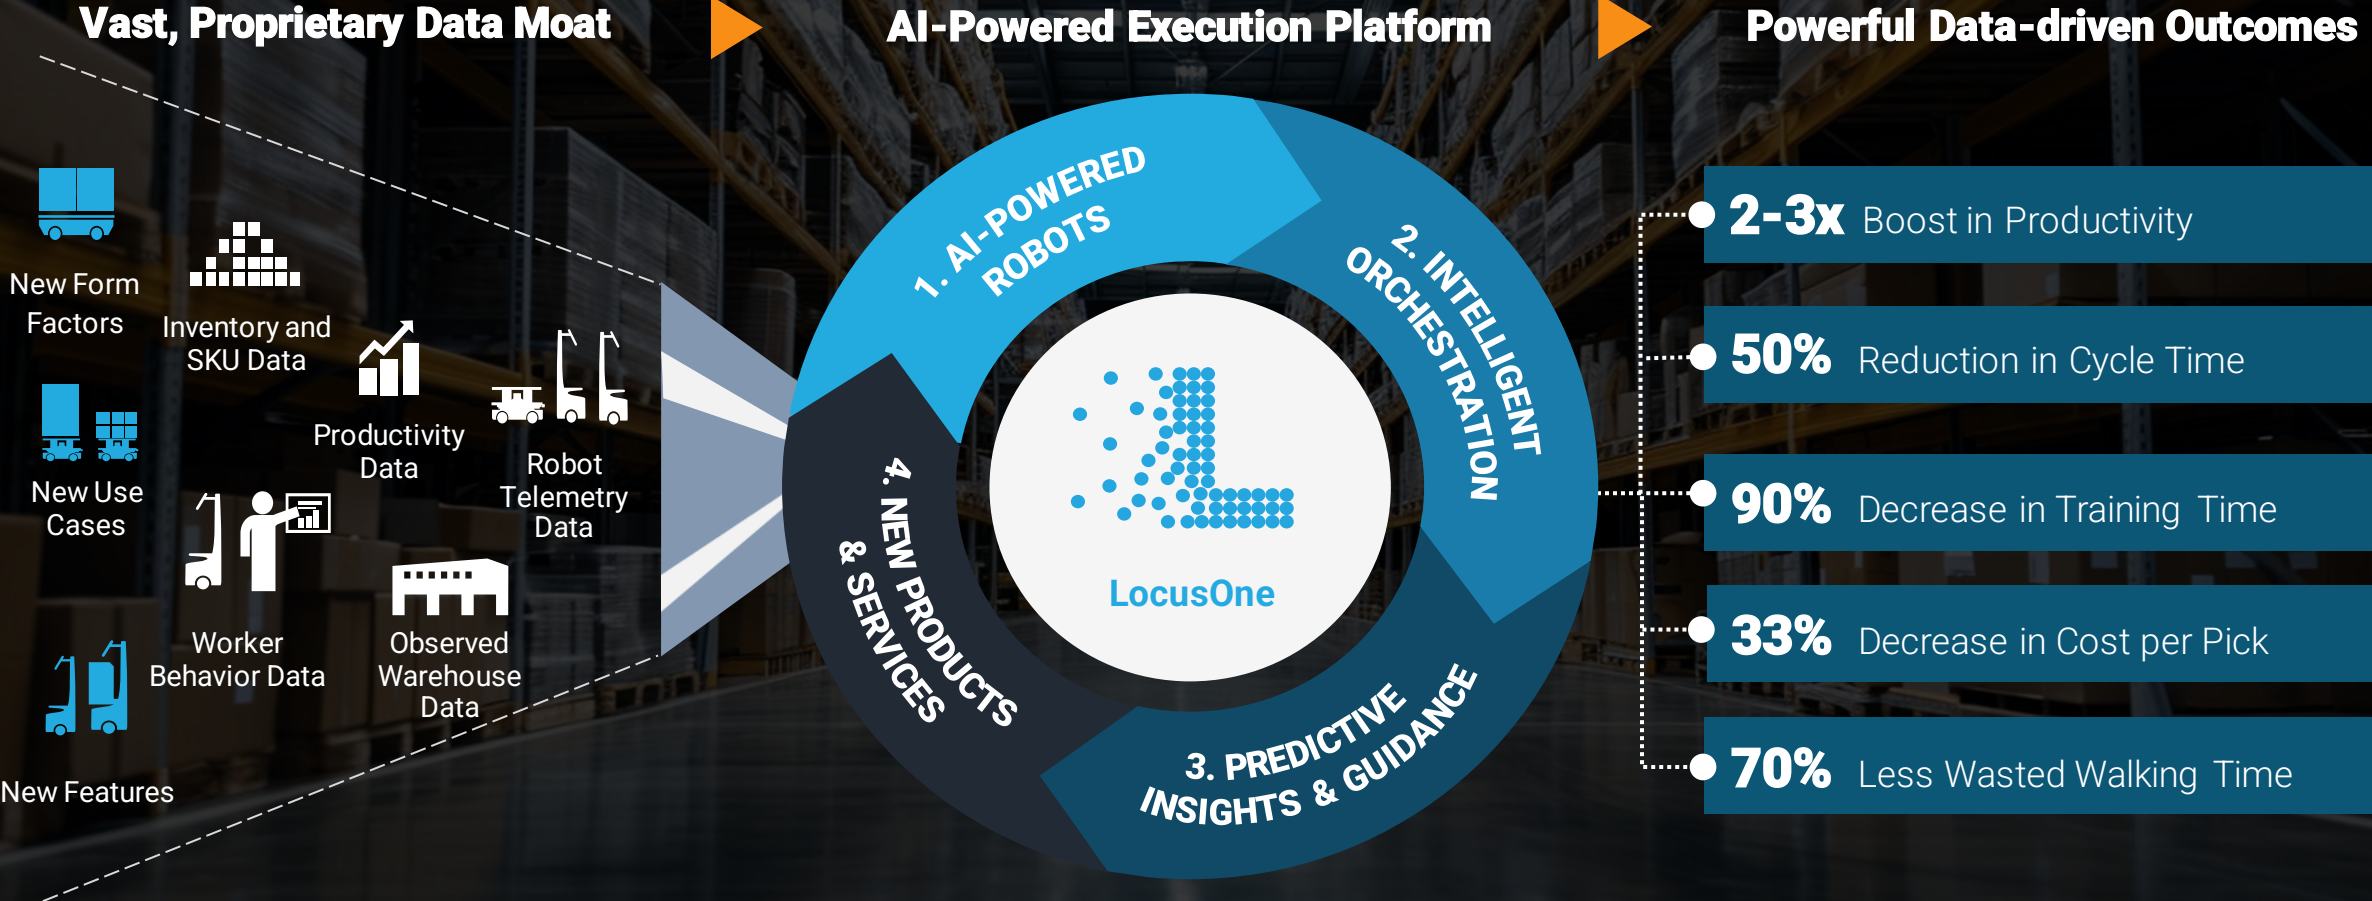 Vast, Proprietary Data Moat
AI-Powered Execution Platform
Powerful Data-driven Outcomes
New Form
Factors
Inventory and
SKU Data
Productivity
Data
Robot
Telemetry
Data
New Use
Cases
Worker
Behavior Data
Observed
Warehouse
Data
New Features
1. AI-POWERED
ROBOTS
2. INTELLIGENT
ORCHESTRATION
3. PREDICTIVE
INSIGHTS & GUIDANCE
4. NEW PRODUCTS
& SERVICES
LocusOne
2-3x Boost in Productivity
50% Reduction in Cycle Time
90% Decrease in Training Time
33% Decrease in Cost per Pick
70% Less Wasted Walking Time